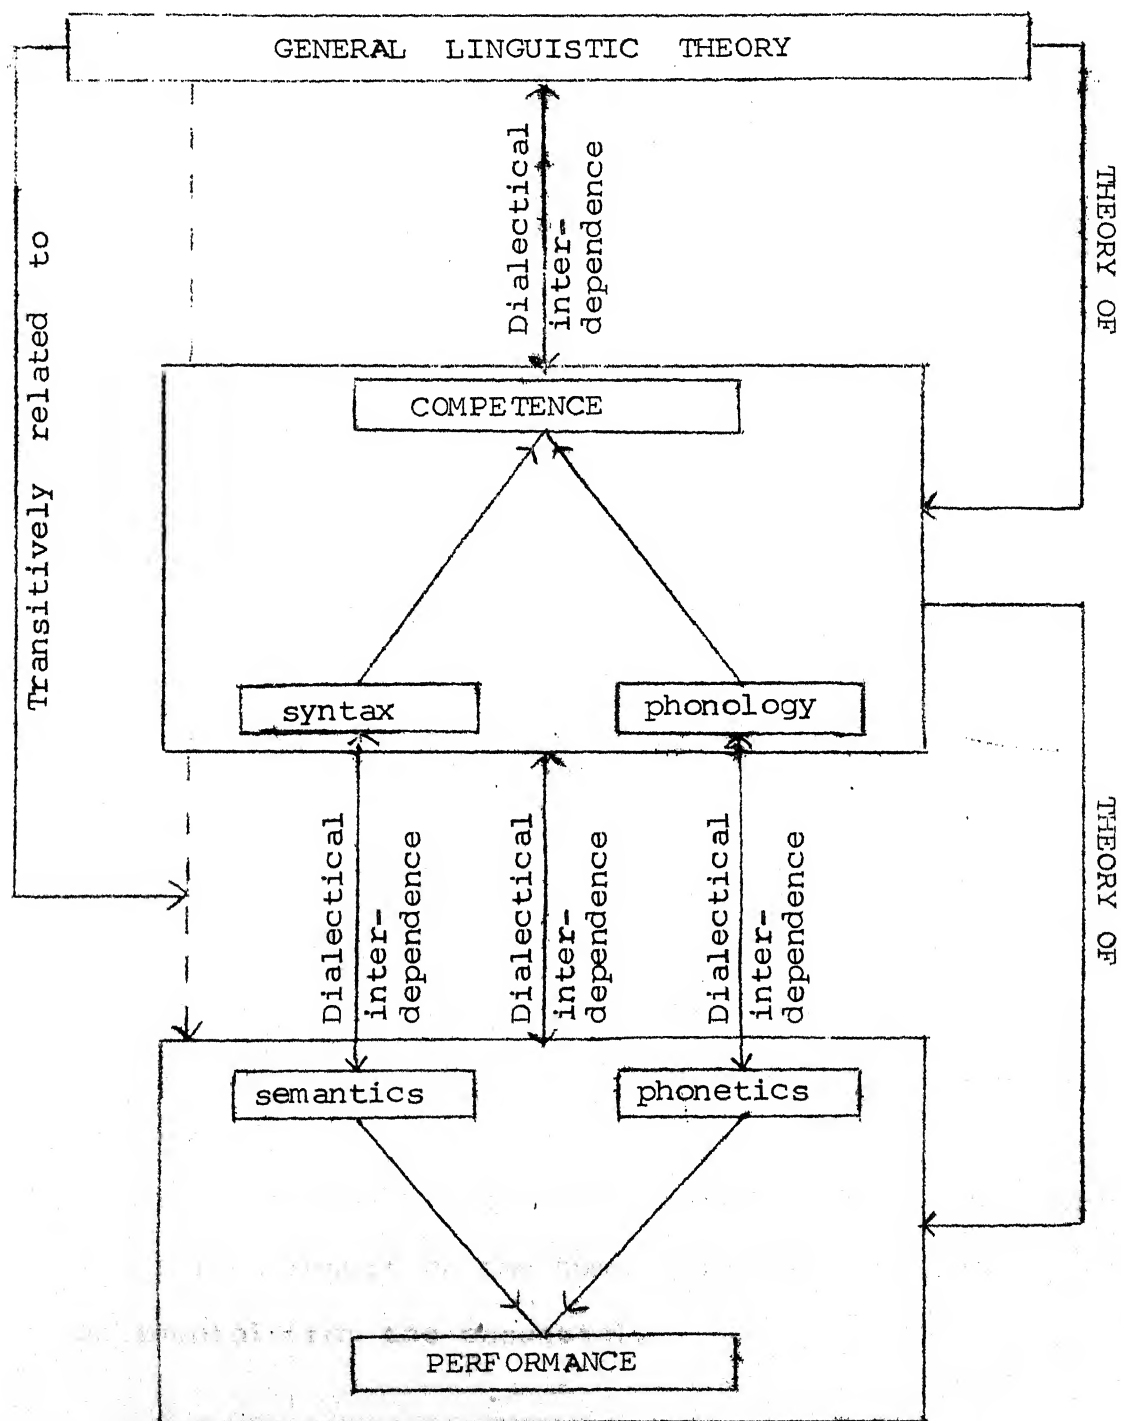 GENERAL LINGUISTIC THEORY
Dialectical
inter-
dependence
THEORY OF
Transitively related to
COMPETENCE
syntax
phonology
Dialectical
inter-
dependence
Dialectical
inter-
dependence
Dialectical
inter-
dependence
THEORY OF
semantics
phonetics
PERFORMANCE